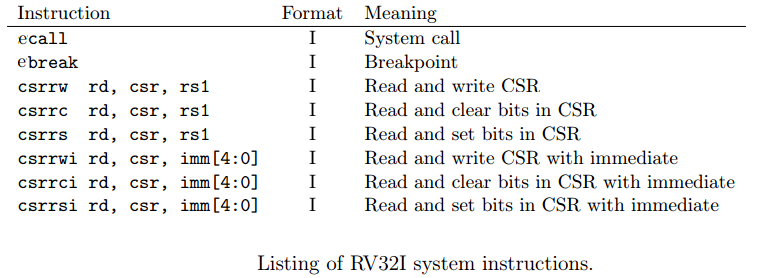 Instruction Format Meaning
ecall I System call
ebreak I Breakpoint
csrrw rd, csr, rs1 I Read and write CSR
csrrc rd, csr, rs1 I Read and clear bits in CSR
csrrs rd, csr, rs1 I Read and set bits in CSR
csrrwi rd, csr, imm[4:0] I Read and write CSR with immediate
csrrci rd, csr, imm[4:0] I Read and clear bits in CSR with immediate
csrrsi rd, csr, imm[4:0] I Read and set bits in CSR with immediate
Listing of RV32I system instructions.